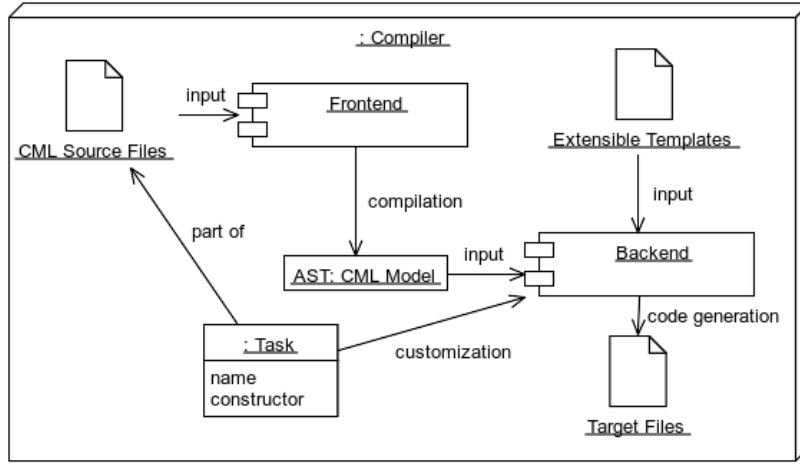 : Compiler
input
Frontend
CML Source Files
Extensible Templates
compilation
input
part of
input
Backend
AST: CML Model
code generation
: Task
customization
name
constructor
Target Files